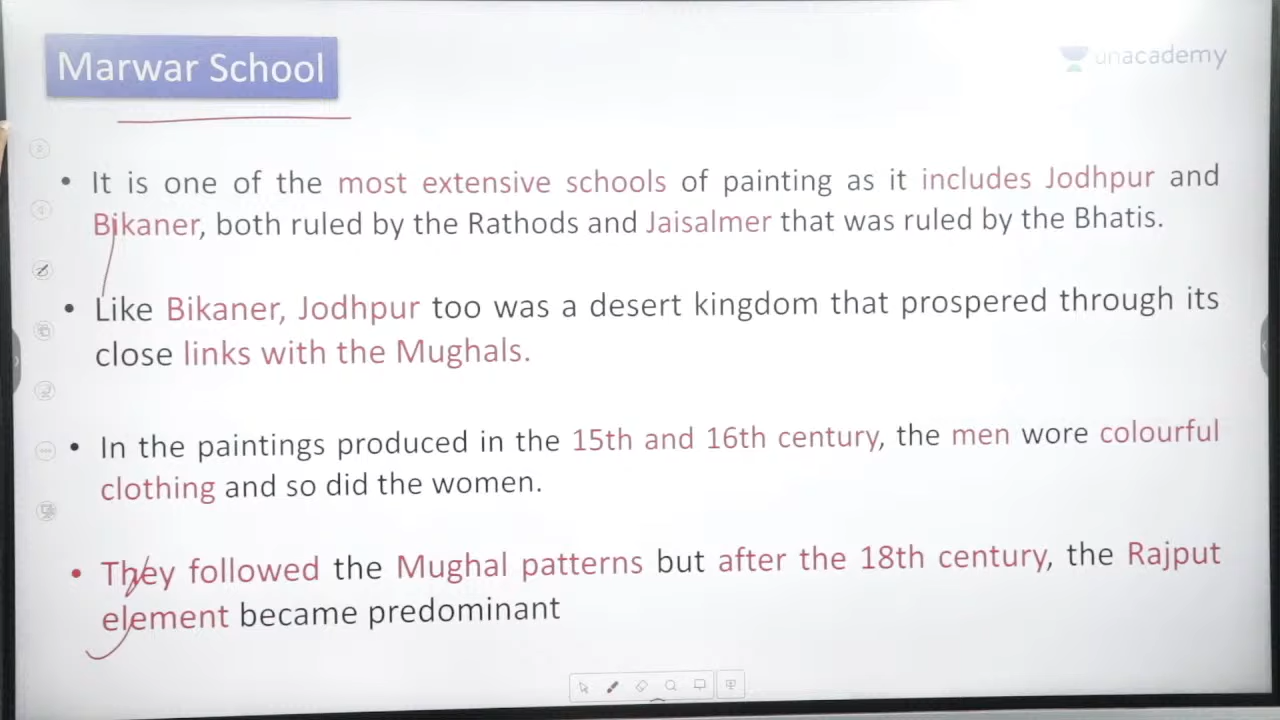 Marwar School
unacademy
• It is one of the most extensive schools of painting as it includes Jodhpur and
Bikaner, both ruled by the Rathods and Jaisalmer that was ruled by the Bhatis.
• Like Bikaner, Jodhpur too was a desert kingdom that prospered through its
close links with the Mughals.
• In the paintings produced in the 15th and 16th century, the men wore colourful
clothing and so did the women.
• They followed the Mughal patterns but after the 18th century, the Rajput
element became predominant